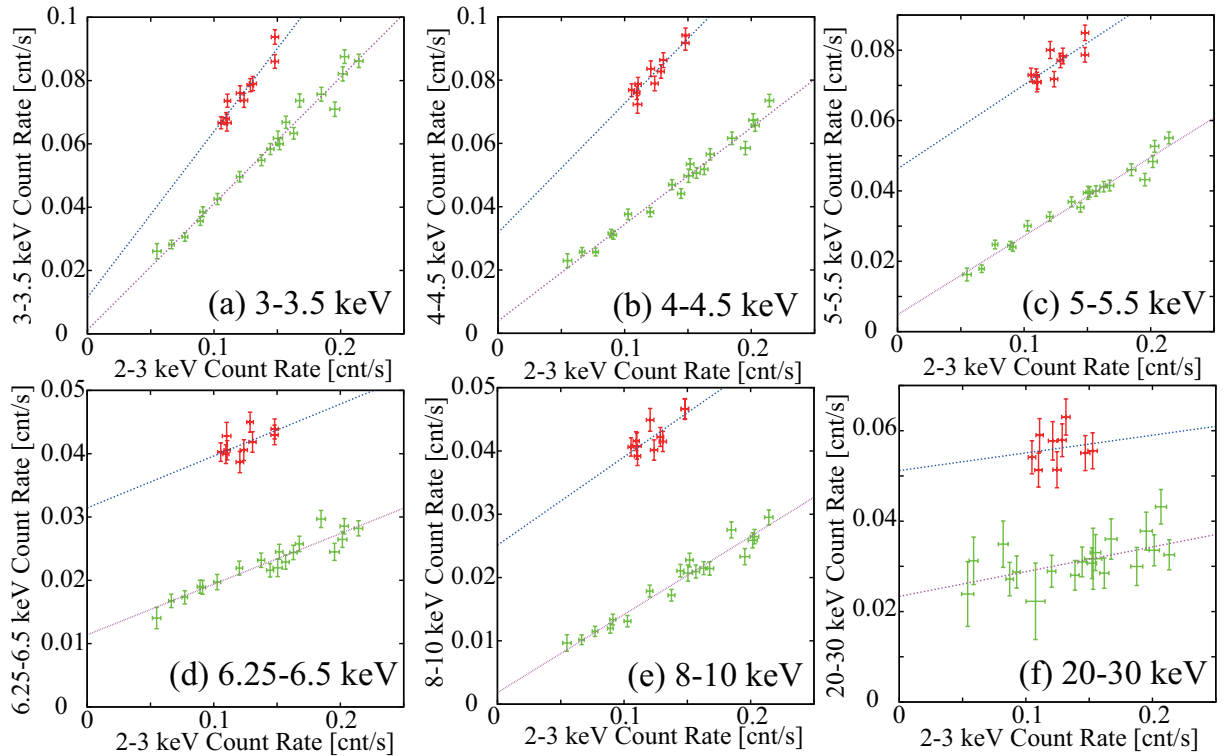 0.1
0.08
0.06
0.04
0.02
0
3-3.5 keV Count Rate [cnt/s]
(a) 3-3.5 keV
0 0.1 0.2
2-3 keV Count Rate [cnt/s]
0.1
0.08
0.06
0.04
0.02
0
4-4.5 keV Count Rate [cnt/s]
(b) 4-4.5 keV
0 0.1 0.2
2-3 keV Count Rate [cnt/s]
0.1
0.08
0.06
0.04
0.02
0
5-5.5 keV Count Rate [cnt/s]
(c) 5-5.5 keV
0 0.1 0.2
2-3 keV Count Rate [cnt/s]
0.05
0.04
0.03
0.02
0.01
0
6.25-6.5 keV Count Rate [cnt/s]
(d) 6.25-6.5 keV
0 0.1 0.2
2-3 keV Count Rate [cnt/s]
0.05
0.04
0.03
0.02
0.01
0
8-10 keV Count Rate [cnt/s]
(e) 8-10 keV
0 0.1 0.2
2-3 keV Count Rate [cnt/s]
0.06
0.04
0.02
0
20-30 keV Count Rate [cnt/s]
(f) 20-30 keV
0 0.1 0.2
2-3 keV Count Rate [cnt/s]